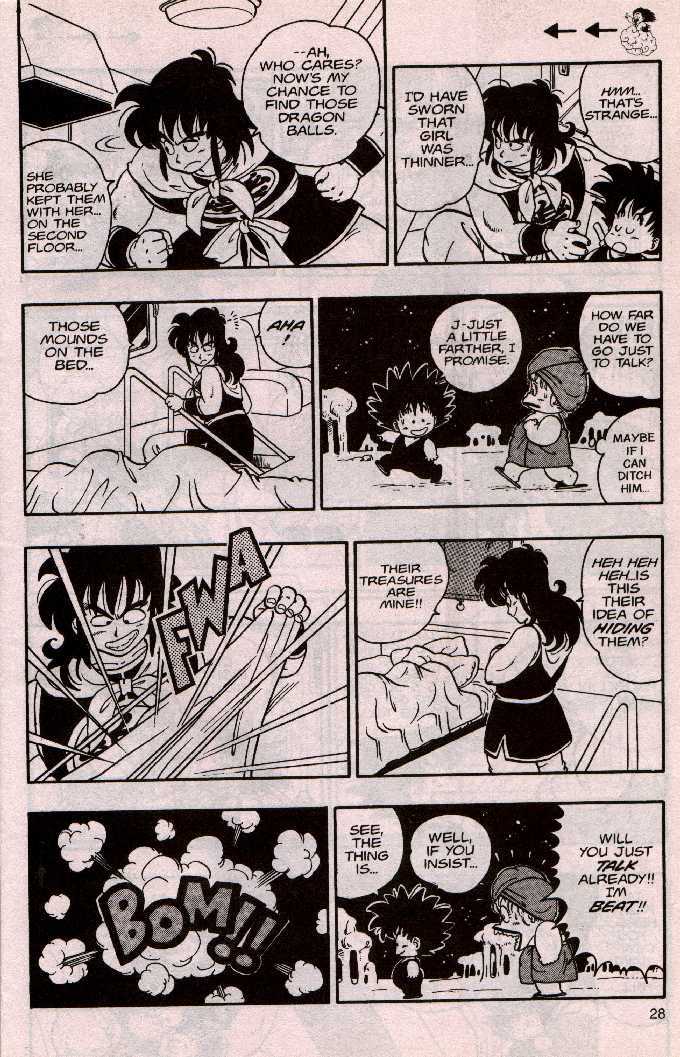 HMM...
THAT'S
STRANGE...
I'D HAVE
SWORN
THAT
GIRL
WAS
THINNER...
--AH,
WHO CARES?
NOW'S MY
CHANCE TO
FIND THOSE
DRAGON
BALLS.
SHE
PROBABLY
KEPT THEM
WITH HER...
ON THE
SECOND
FLOOR...
HOW FAR
DO WE
HAVE TO
GO JUST
TO TALK?
J-JUST
A LITTLE
FARTHER, I
PROMISE.
MAYBE
IF I
CAN
DITCH
HIM...
AHA
!
THOSE
MOUNDS
ON THE
BED...
HEH HEH
HEH..IS
THIS
THEIR
IDEA OF
HIDING
THEM?
THEIR
TREASURES
ARE
MINE!!
FWA
WILL
YOU JUST
TALK
ALREADY!!
I'M
BEAT!!
WELL,
IF YOU
INSIST...
SEE,
THE
THING
IS...
BOM!!
28